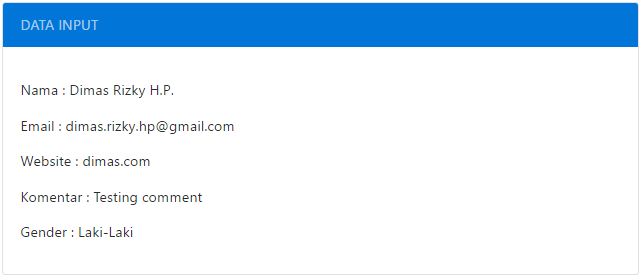 DATA INPUT
Nama : Dimas Rizky H.P.
Email : dimas.rizky.hp@gmail.com
Website : dimas.com
Komentar : Testing comment
Gender : Laki-Laki